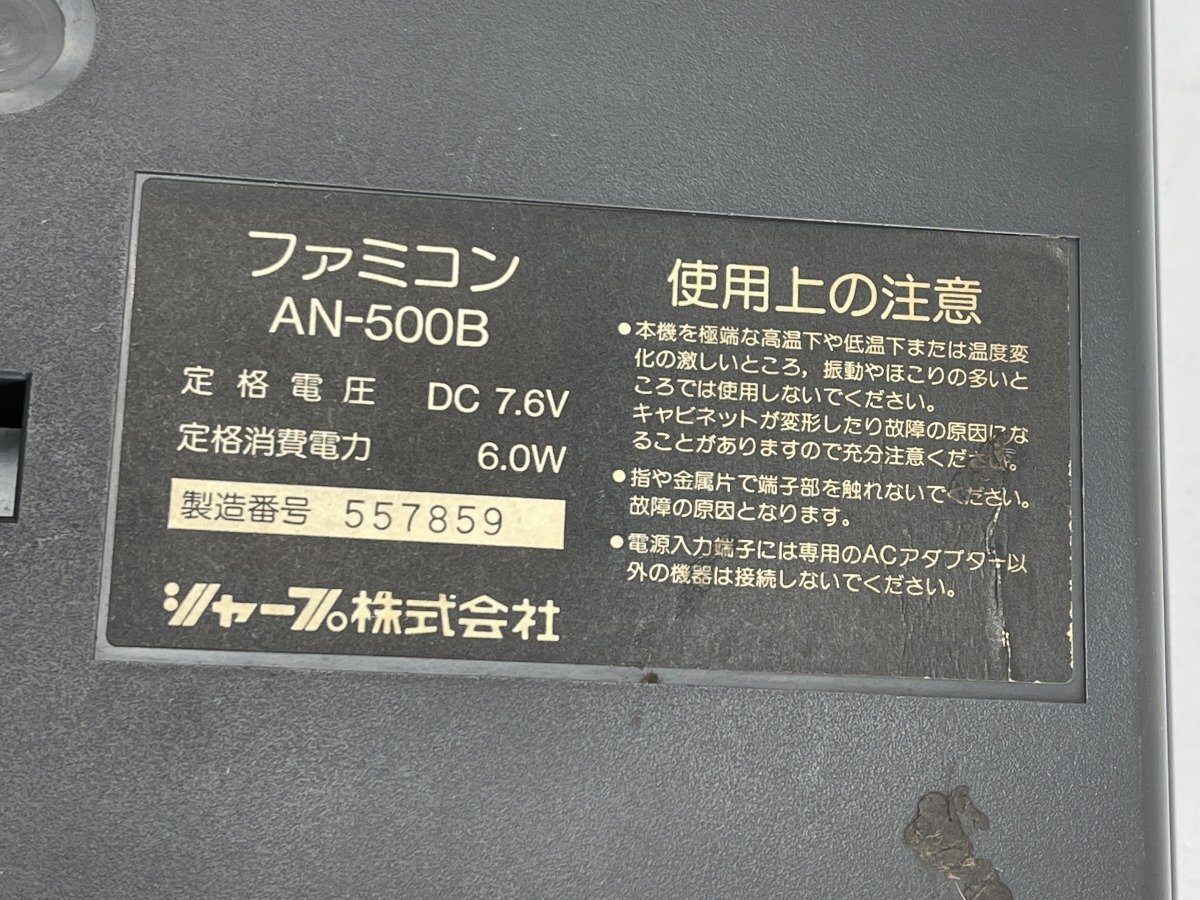 ファミコン
AN-500B
定格電圧 DC 7.6V
定格消費電力 6.0W
製造番号 557859
シャープ株式会社
使用上の注意
●本機を極端な高温下や低温下または温度変
化の激しいところ，振動やほこりの多いと
ころでは使用しないでください。
キャビネットが変形したり故障の原因にな
ることがありますので充分注意ください。
●指や金属片で端子部を触れないでください。
故障の原因となります。
●電源入力端子には専用のACアダプター以
外の機器は接続しないでください。